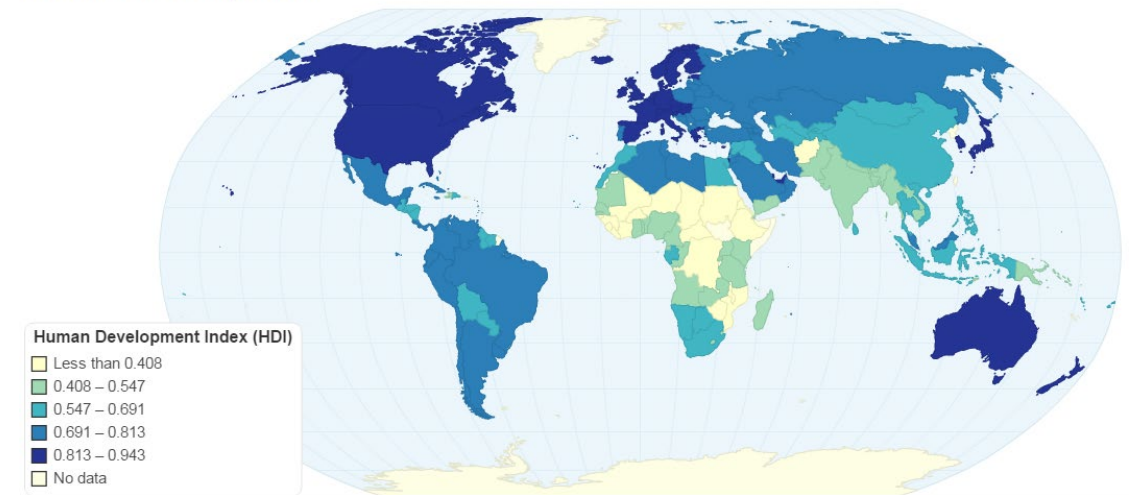 Human Development Index (HDI)
Less than 0.408
0.408 – 0.547
0.547 – 0.691
0.691 – 0.813
0.813 – 0.943
No data